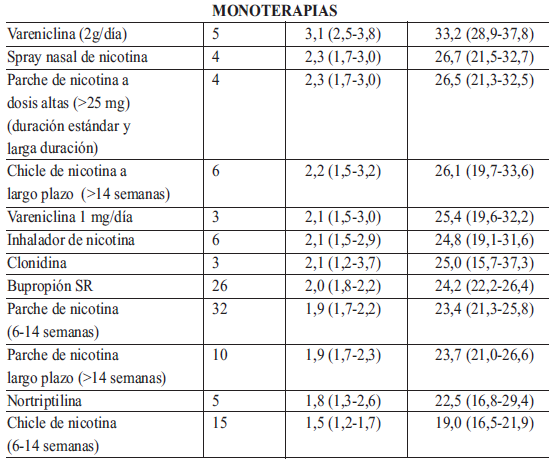 MONOTERAPIAS
Vareniclina (2g/día) 5 3,1 (2,5-3,8) 33,2 (28,9-37,8)
Spray nasal de nicotina 4 2,3 (1,7-3,0) 26,7 (21,5-32,7)
Parche de nicotina a 4 2,3 (1,7-3,0) 26,5 (21,3-32,5)
dosis altas (>25 mg)
(duración estándar y
larga duración)
Chicle de nicotina a 6 2,2 (1,5-3,2) 26,1 (19,7-33,6)
largo plazo (>14 semanas)
Vareniclina 1 mg/día 3 2,1 (1,5-3,0) 25,4 (19,6-32,2)
Inhalador de nicotina 6 2,1 (1,5-2,9) 24,8 (19,1-31,6)
Clonidina 3 2,1 (1,2-3,7) 25,0 (15,7-37,3)
Bupropión SR 26 2,0 (1,8-2,2) 24,2 (22,2-26,4)
Parche de nicotina 32 1,9 (1,7-2,2) 23,4 (21,3-25,8)
(6-14 semanas)
Parche de nicotina 10 1,9 (1,7-2,3) 23,7 (21,0-26,6)
largo plazo (>14 semanas)
Nortriptilina 5 1,8 (1,3-2,6) 22,5 (16,8-29,4)
Chicle de nicotina 15 1,5 (1,2-1,7) 19,0 (16,5-21,9)
(6-14 semanas)